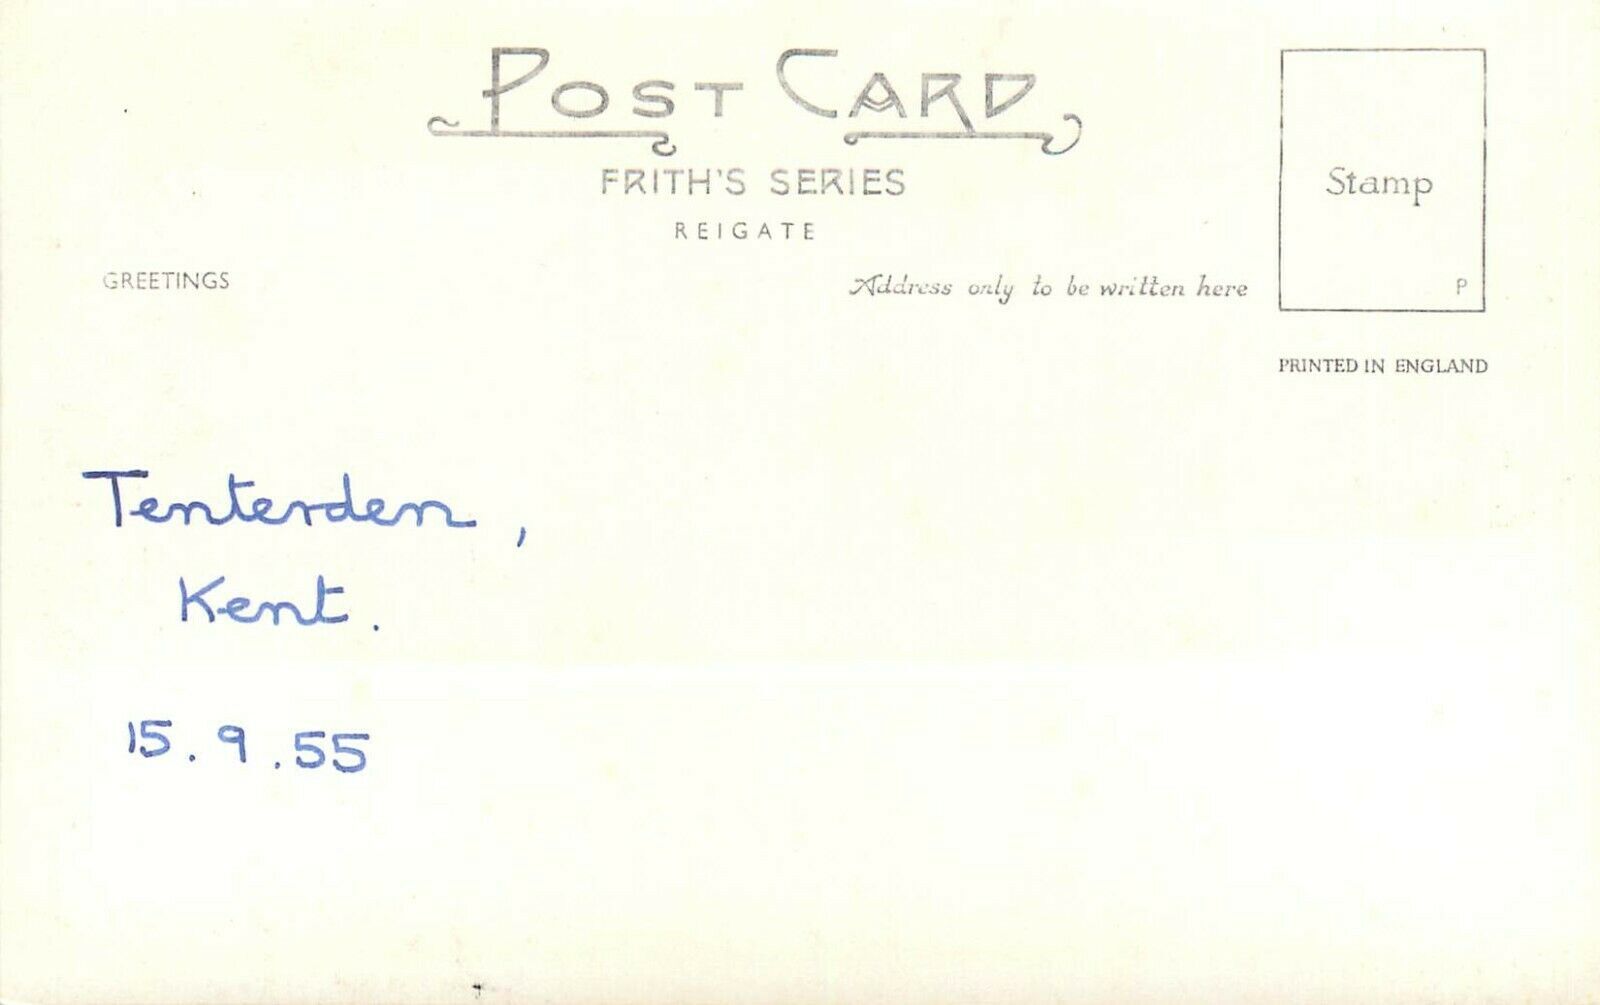 POST CARD
FRITH'S SERIES
REIGATE
Stamp
P
GREETINGS
Address only to be written here
PRINTED IN ENGLAND
Tenterden,
Kent.
15.9.55